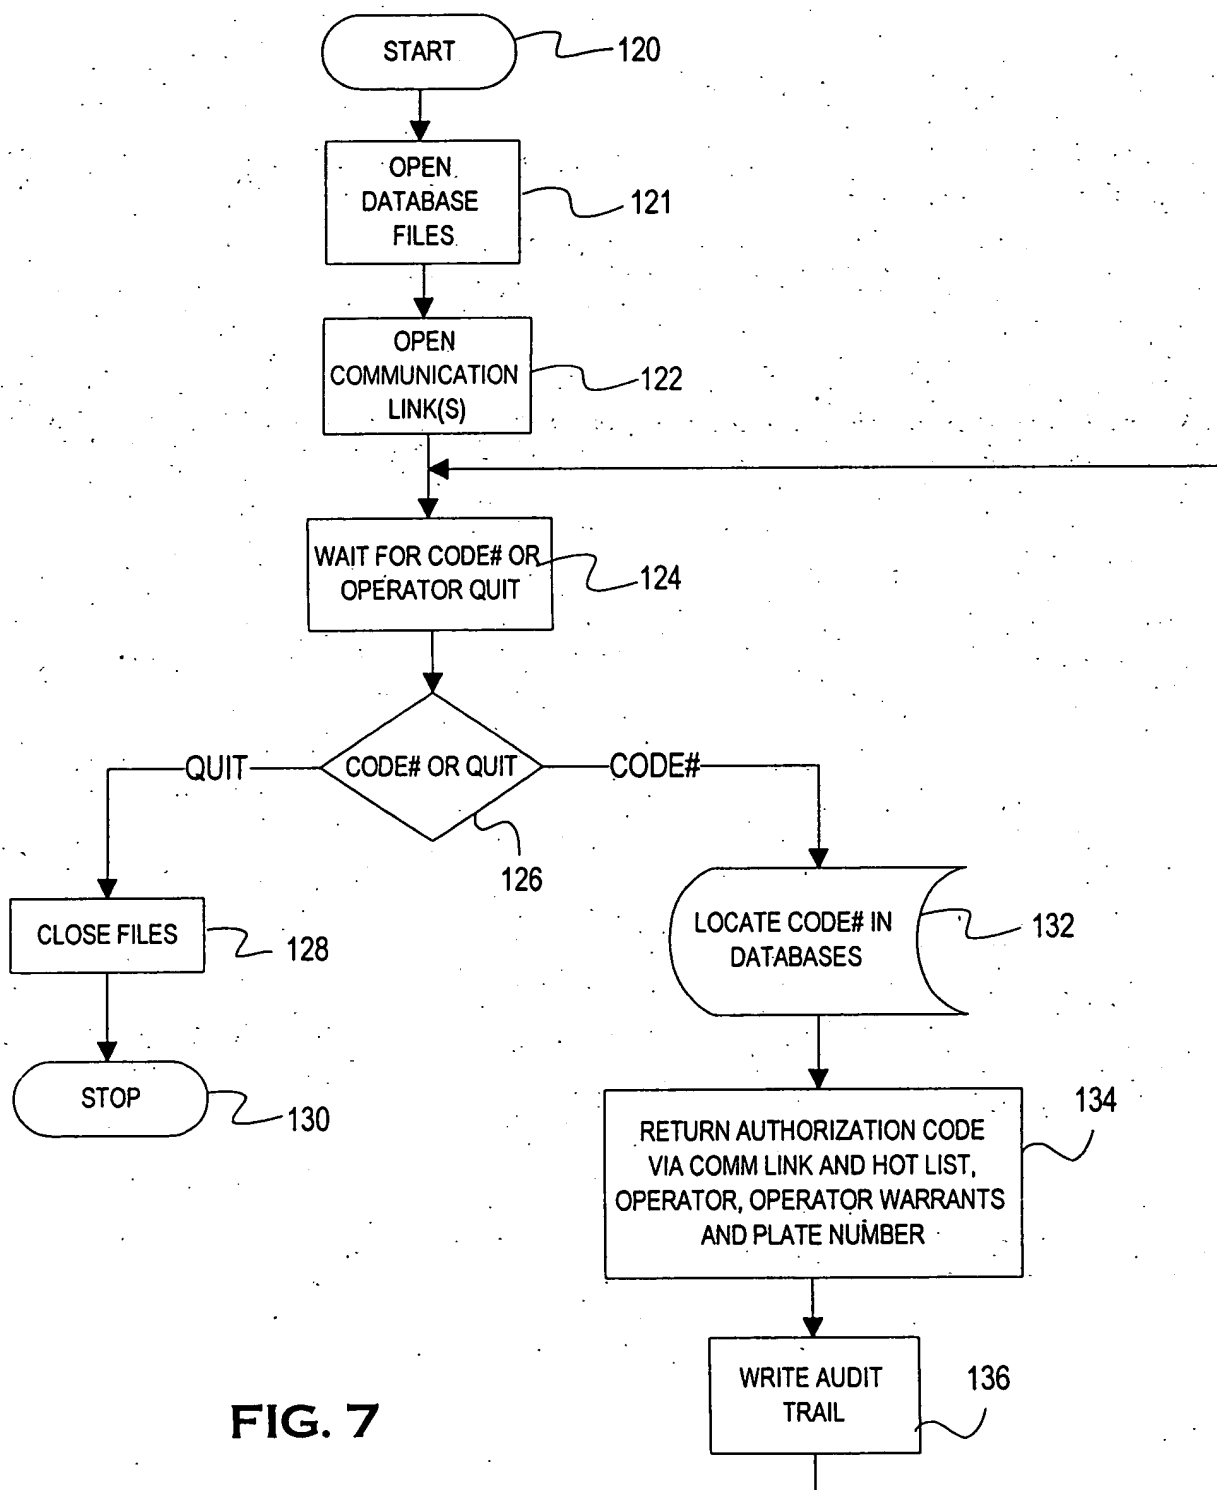 START
120
OPEN
DATABASE
FILES
121
OPEN
COMMUNICATION
LINK(S)
122
WAIT FOR CODE# OR
OPERATOR QUIT
124
QUIT
CODE# OR QUIT
CODE#
126
CLOSE FILES
128
LOCATE CODE# IN
DATABASES
132
STOP
130
RETURN AUTHORIZATION CODE
VIA COMM LINK AND HOT LIST,
OPERATOR, OPERATOR WARRANTS
AND PLATE NUMBER
134
WRITE AUDIT
TRAIL
136
FIG. 7